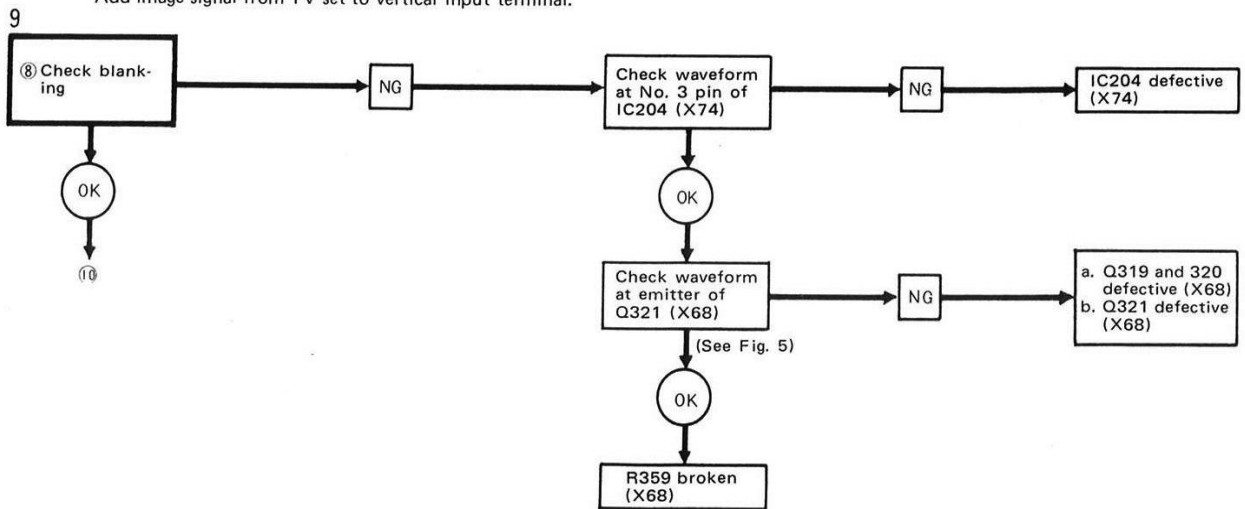 Add image signal from TV set to vertical input terminal.
9
⑧ Check blank-
ing
NG
Check waveform
at No. 3 pin of
IC204 (X74)
NG
IC204 defective
(X74)
OK
OK
⑩
Check waveform
at emitter of
Q321 (X68)
NG
a. Q319 and 320
defective (X68)
b. Q321 defective
(X68)
(See Fig. 5)
OK
R359 broken
(X68)